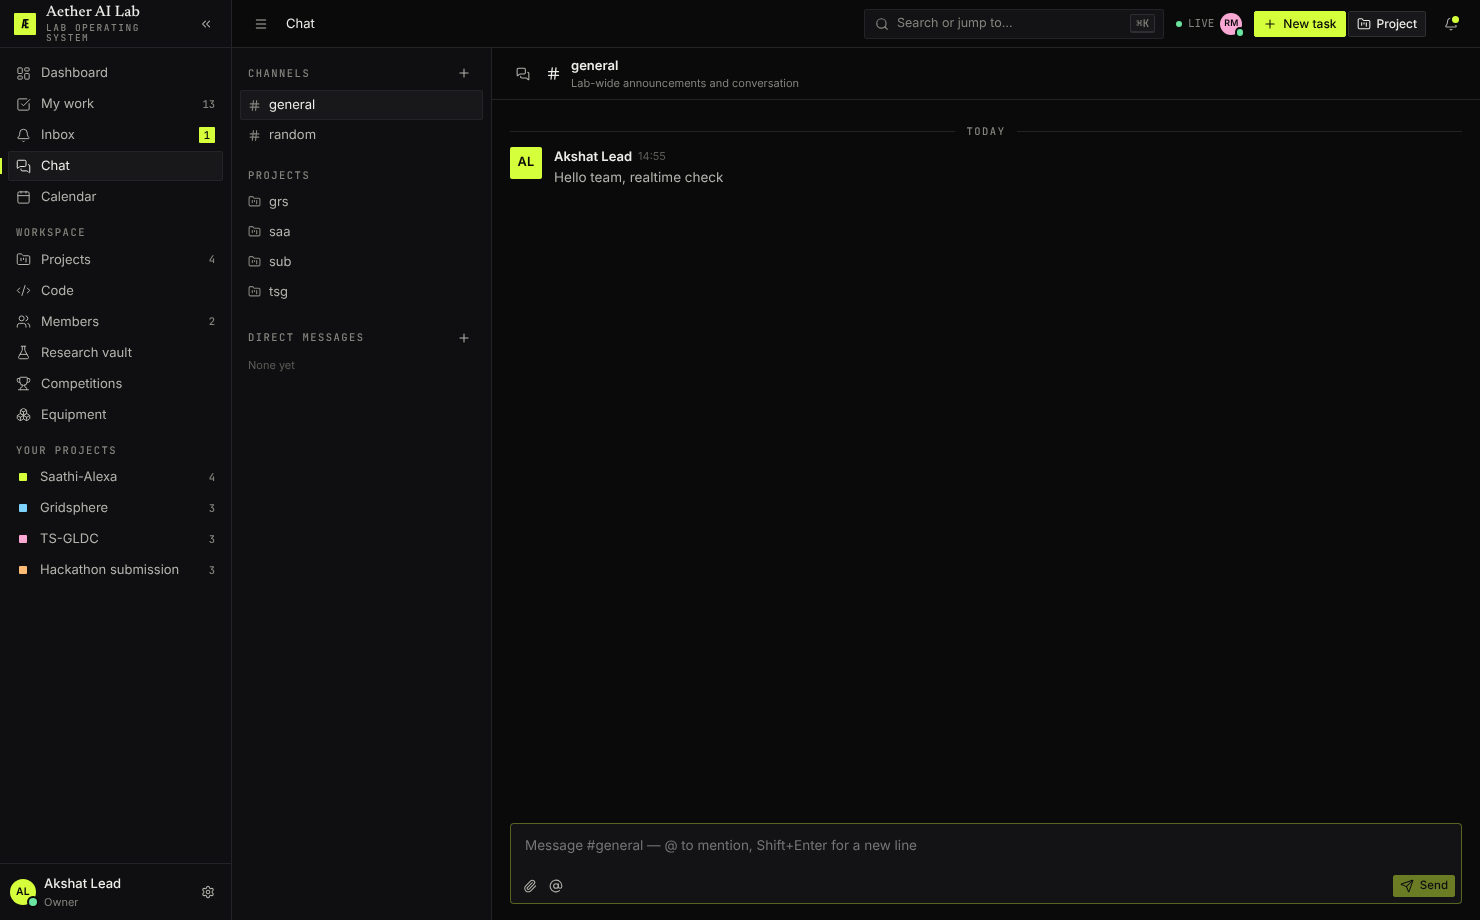 Æ
Aether AI Lab
LAB OPERATING
SYSTEM
Dashboard
My work 13
Inbox 1
Chat
Calendar
WORKSPACE
Projects 4
Code
Members 2
Research vault
Competitions
Equipment
YOUR PROJECTS
Saathi-Alexa 4
Gridsphere 3
TS-GLDC 3
Hackathon submission 3
AL
Akshat Lead
Owner
Chat
Search or jump to... ⌘K
LIVE
RM
New task
Project
CHANNELS
# general
# random
PROJECTS
grs
saa
sub
tsg
DIRECT MESSAGES
None yet
# general
Lab-wide announcements and conversation
TODAY
AL
Akshat Lead 14:55
Hello team, realtime check
Message #general — @ to mention, Shift+Enter for a new line
Send